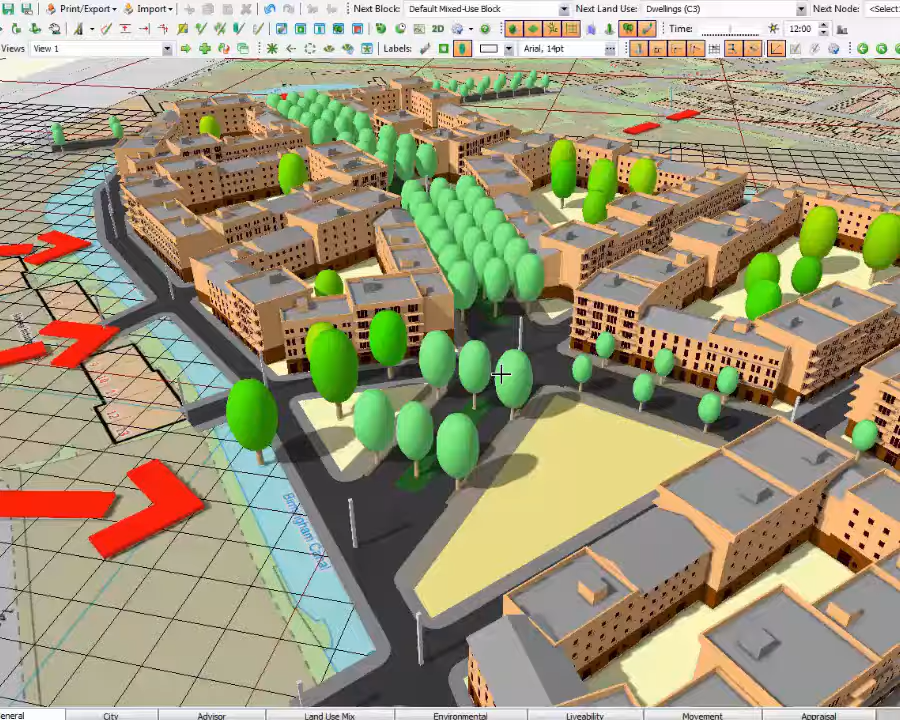 Print/Export Import Next Block: Default Mixed-Use Block Next Land Use: Dwellings (C3) Next Node: <Select
2D Time: 12:00
Views View 1 Labels: Arial, 14pt
Canal
eneral City Advisor Land Use Mix Environmental Liveability Movement Appraisal